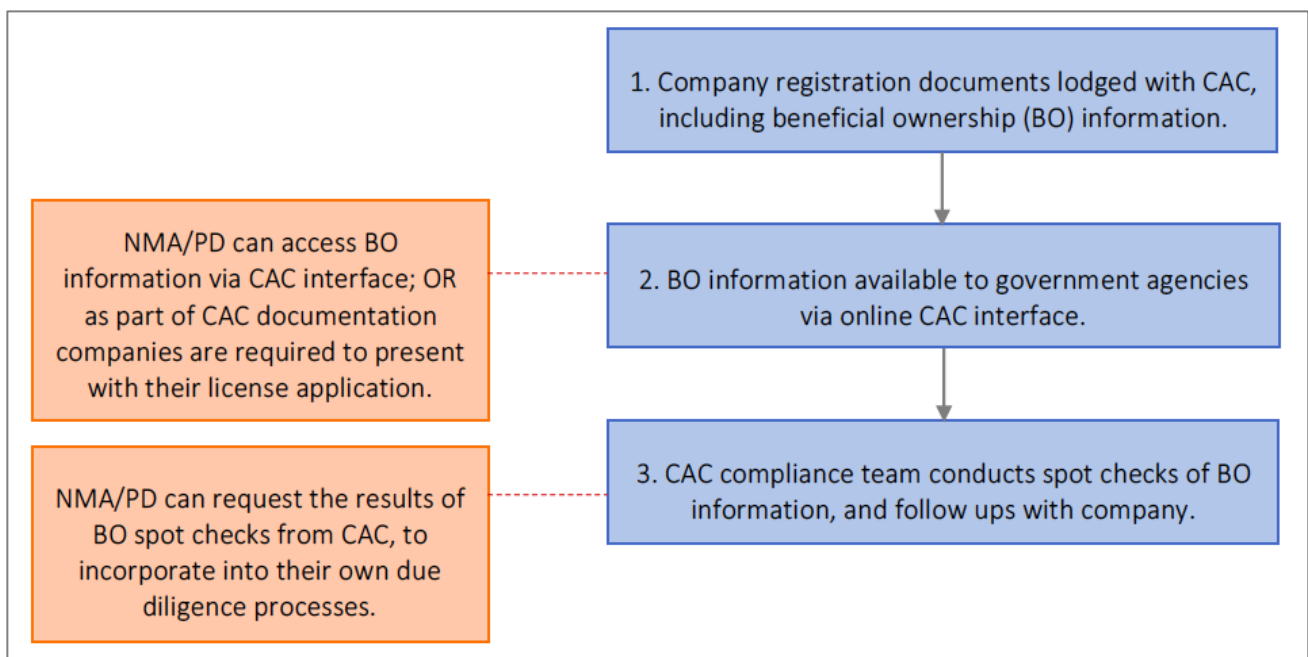 1. Company registration documents lodged with CAC,
including beneficial ownership (BO) information.
NMA/PD can access BO
information via CAC interface; OR
as part of CAC documentation
companies are required to present
with their license application.
2. BO information available to government agencies
via online CAC interface.
NMA/PD can request the results of
BO spot checks from CAC, to
incorporate into their own due
diligence processes.
3. CAC compliance team conducts spot checks of BO
information, and follow ups with company.